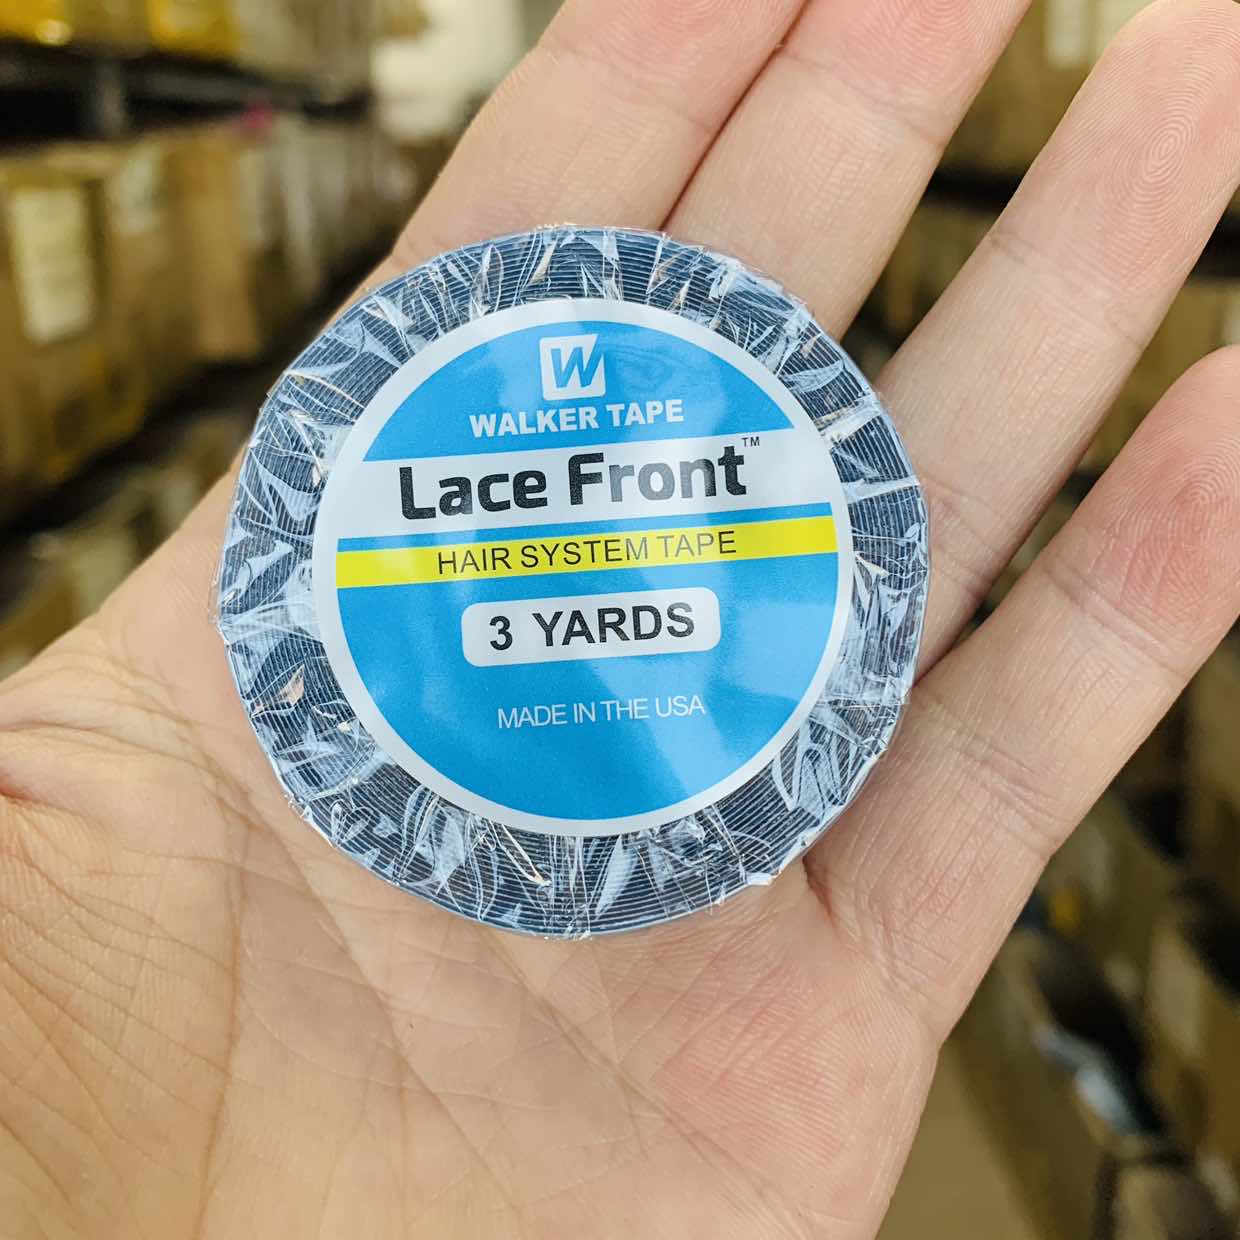 W
WALKER TAPE
Lace Front™
HAIR SYSTEM TAPE
3 YARDS
MADE IN THE USA